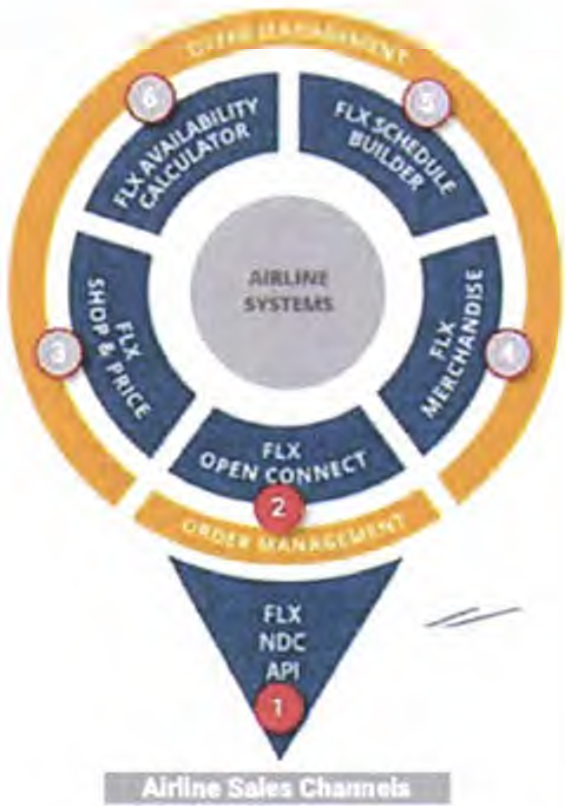 OFFER MANAGEMENT
6
5
FLX AVAILABILITY
CALCULATOR
FLX SCHEDULE
BUILDER
AIRLINE
SYSTEMS
FLX
SHOP & PRICE
3
FLX
MERCHANDISE
4
FLX
OPEN CONNECT
2
ORDER MANAGEMENT
FLX
NDC
API
1
Airline Sales Channels